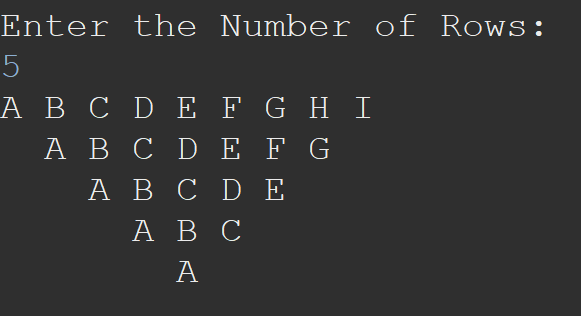 Enter the Number of Rows:
5
A B C D E F G H I
  A B C D E F G
    A B C D E
      A B C
        A